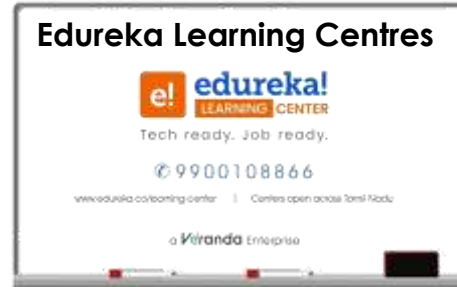 Edureka Learning Centres
e! edureka!
LEARNING CENTER
Tech ready. Job ready.
✆ 9900108866
www.edureka.co/learning-center | Centers open across Tamil Nadu
a Veranda Enterprise